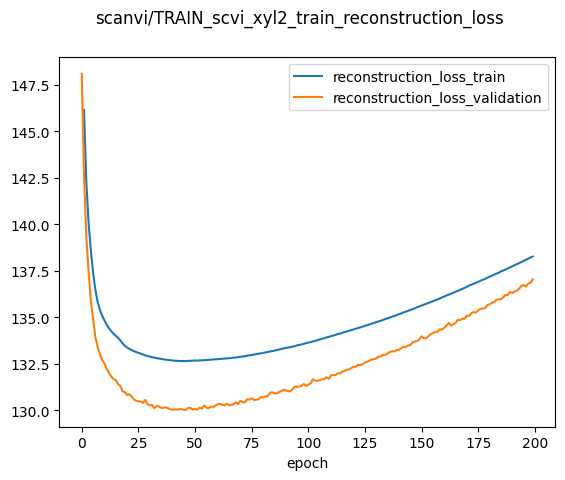 scanvi/TRAIN_scvi_xyl2_train_reconstruction_loss
reconstruction_loss_train
reconstruction_loss_validation
147.5
145.0
142.5
140.0
137.5
135.0
132.5
130.0
0 25 50 75 100 125 150 175 200
epoch